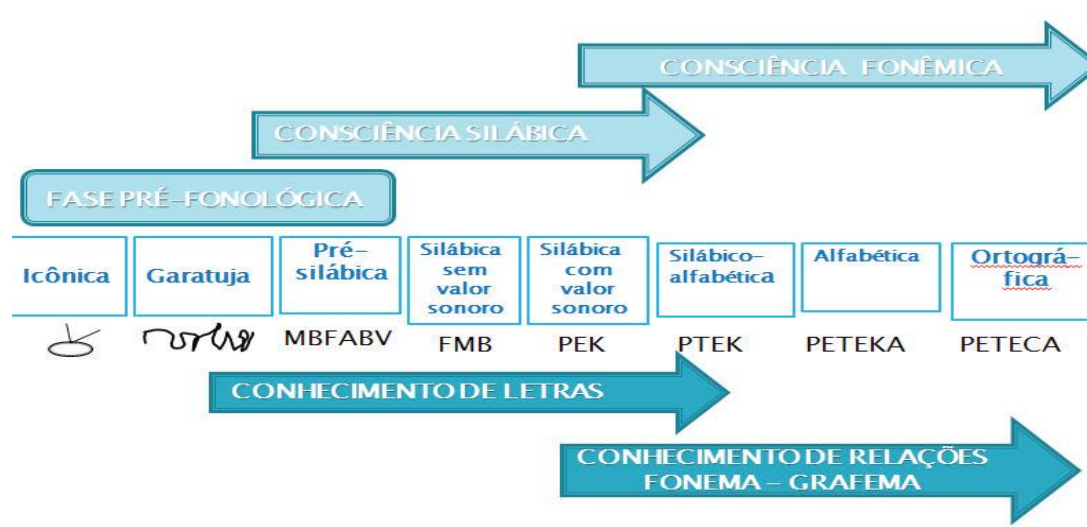 CONSCIÊNCIA FONÊMICA
CONSCIÊNCIA SILÁBICA
FASE PRÉ-FONOLÓGICA
Icônica
Garatuja
Pré-
silábica
Silábica
sem
valor
sonoro
Silábica
com
valor
sonoro
Silábico-
alfabética
Alfabética
Ortográ-
fica
MBFABV
FMB
PEK
PTEK
PETEKA
PETECA
CONHECIMENTO DE LETRAS
CONHECIMENTO DE RELAÇÕES
FONEMA – GRAFEMA